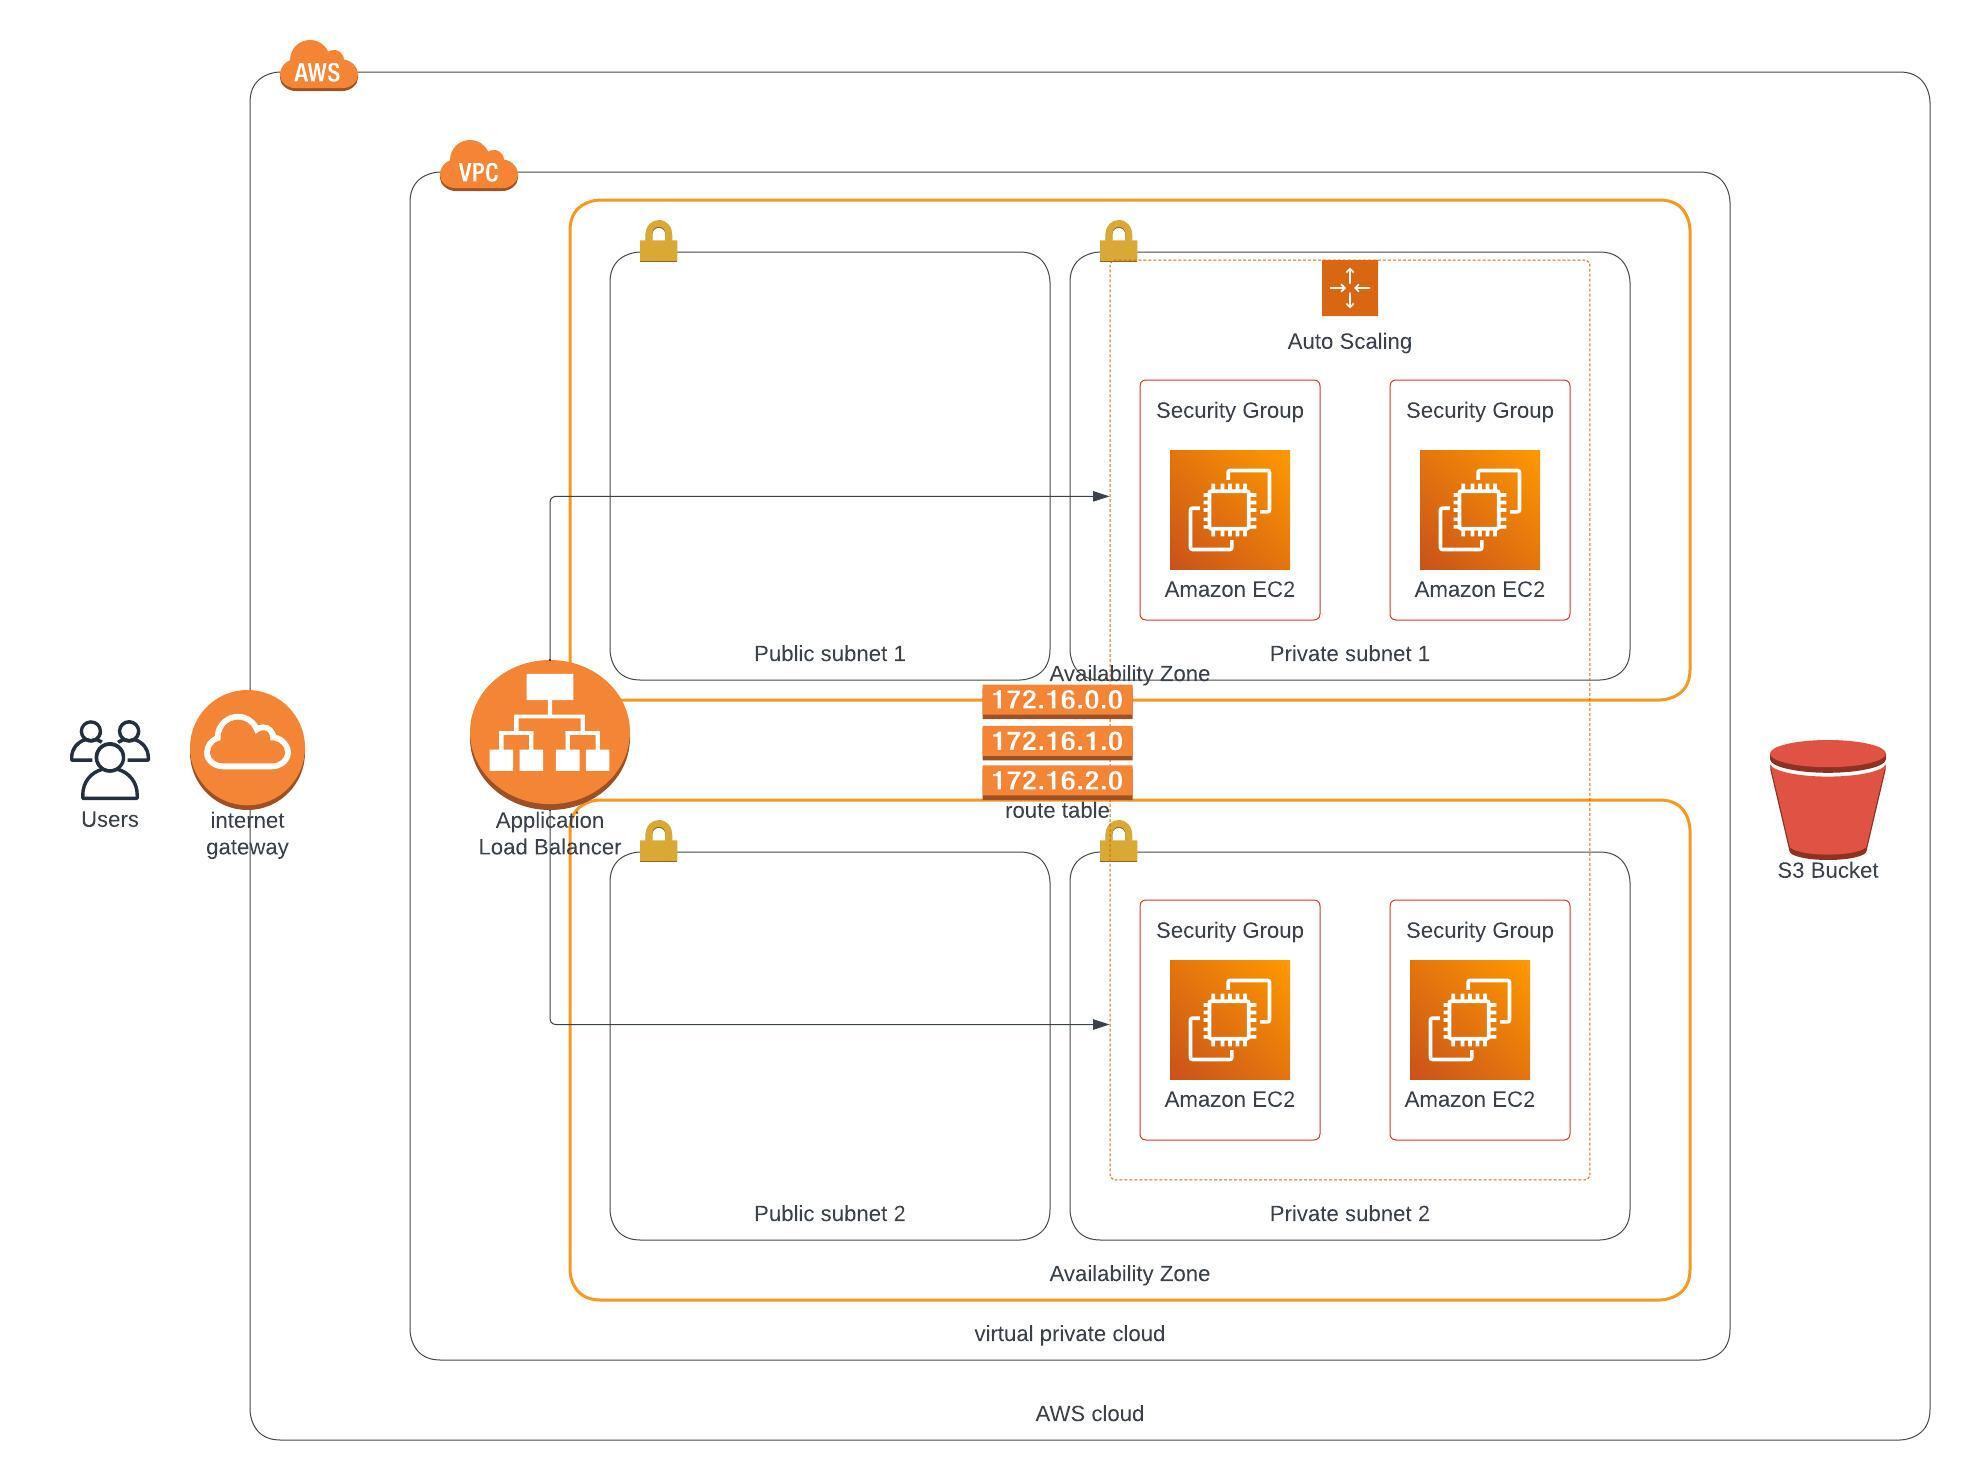 AWS
VPC
Auto Scaling
Security Group
Security Group
Amazon EC2
Amazon EC2
Public subnet 1
Private subnet 1
Availability Zone
172.16.0.0
172.16.1.0
172.16.2.0
route table
Users
internet
gateway
Application
Load Balancer
S3 Bucket
Security Group
Security Group
Amazon EC2
Amazon EC2
Public subnet 2
Private subnet 2
Availability Zone
virtual private cloud
AWS cloud